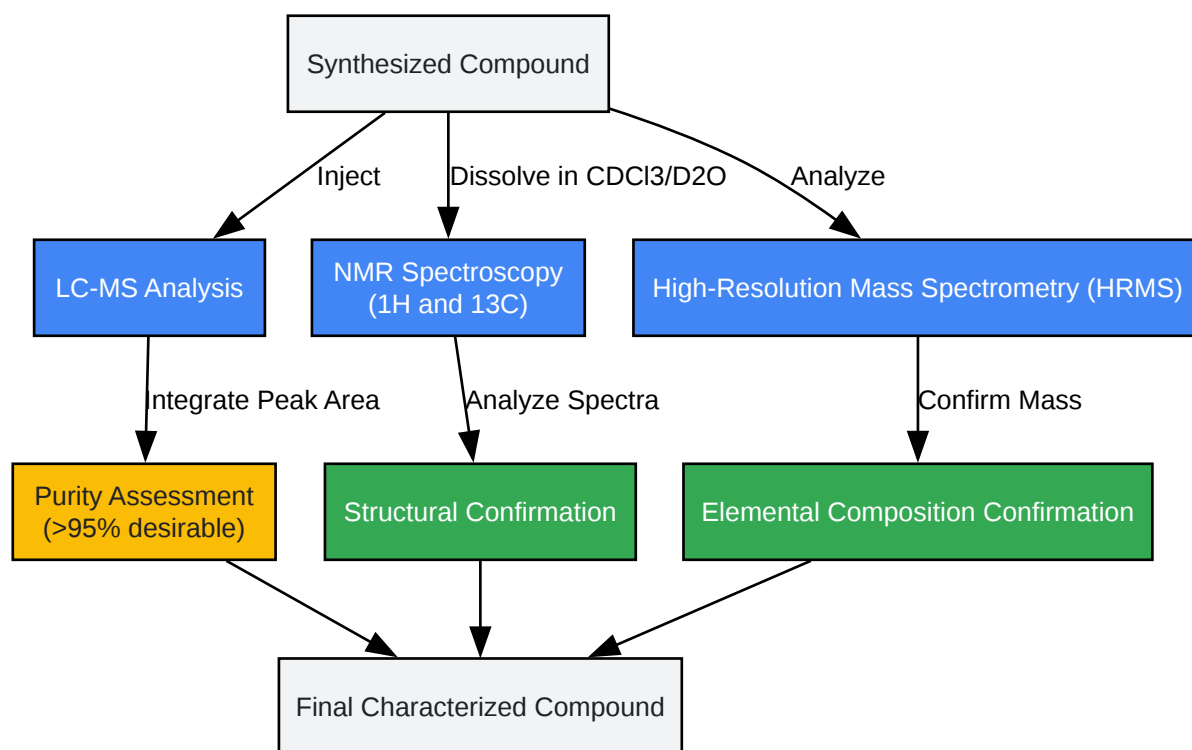 Synthesized Compound
Inject
Dissolve in CDCl3/D2O
Analyze
LC-MS Analysis
NMR Spectroscopy
(1H and 13C)
High-Resolution Mass Spectrometry (HRMS)
Integrate Peak Area
Analyze Spectra
Confirm Mass
Purity Assessment
(>95% desirable)
Structural Confirmation
Elemental Composition Confirmation
Final Characterized Compound